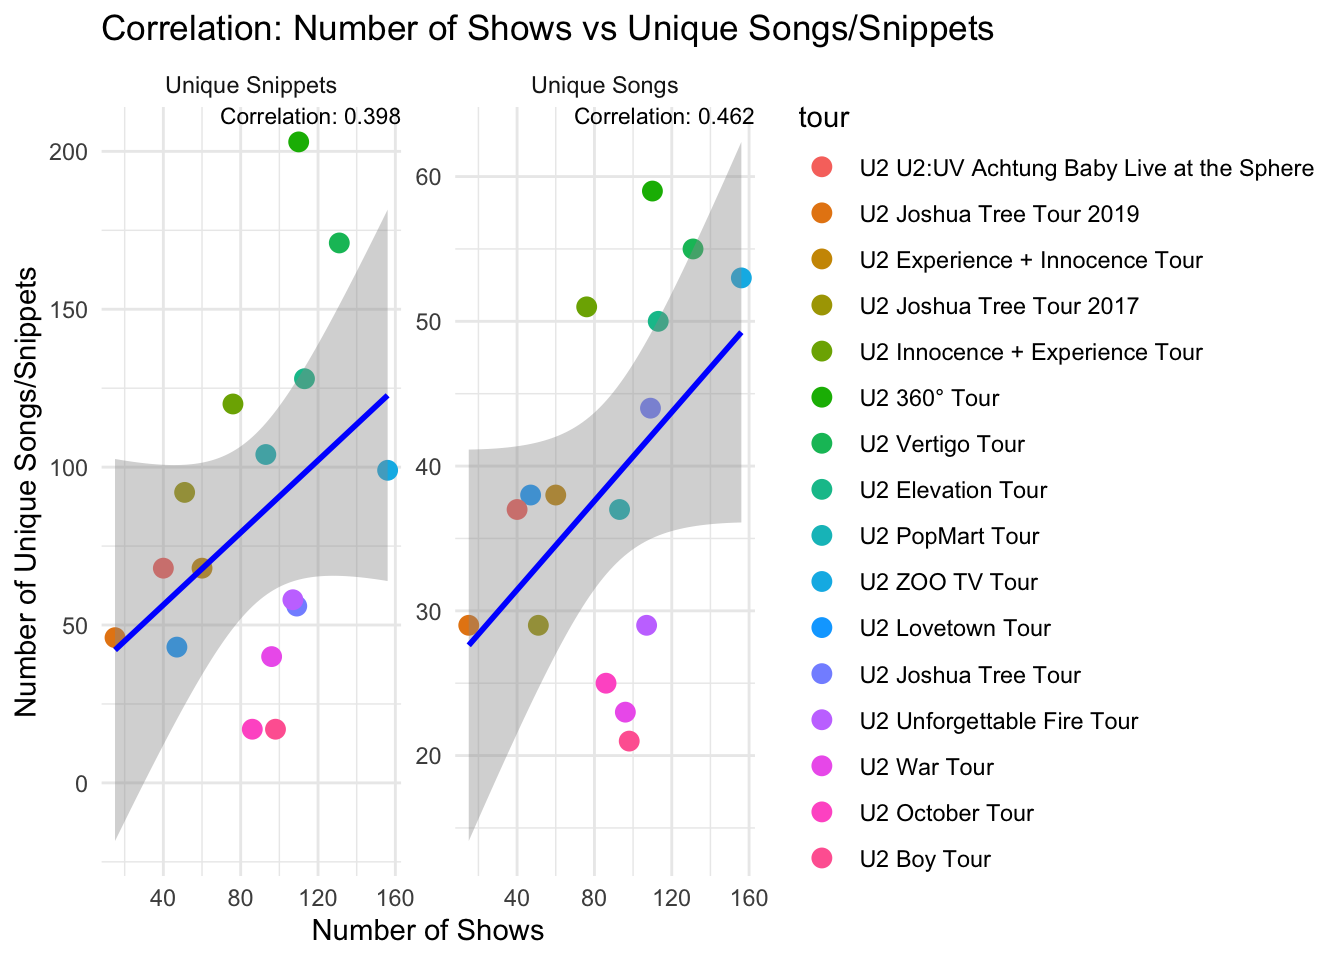 Correlation: Number of Shows vs Unique Songs/Snippets
Unique Snippets
Unique Songs
Correlation: 0.398
Correlation: 0.462
Number of Unique Songs/Snippets
200
150
100
50
0
60
50
40
30
20
40 80 120 160
40 80 120 160
Number of Shows
tour
U2 U2:UV Achtung Baby Live at the Sphere
U2 Joshua Tree Tour 2019
U2 Experience + Innocence Tour
U2 Joshua Tree Tour 2017
U2 Innocence + Experience Tour
U2 360° Tour
U2 Vertigo Tour
U2 Elevation Tour
U2 PopMart Tour
U2 ZOO TV Tour
U2 Lovetown Tour
U2 Joshua Tree Tour
U2 Unforgettable Fire Tour
U2 War Tour
U2 October Tour
U2 Boy Tour